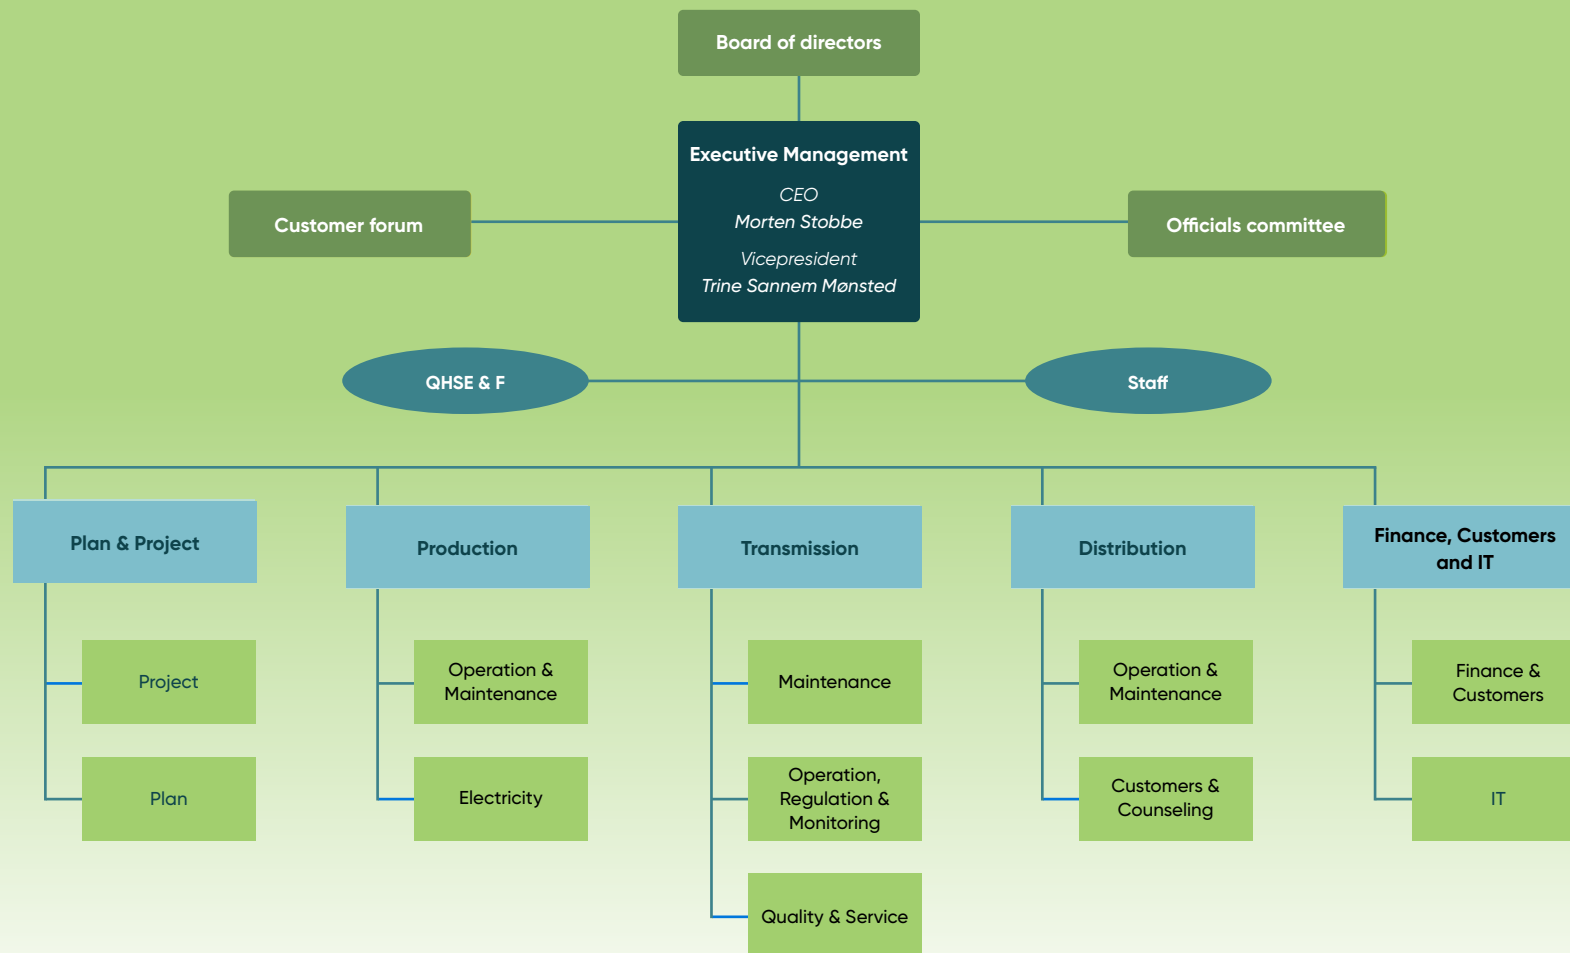 Board of directors
Executive Management
CEO
Morten Stobbe
Vicepresident
Trine Sannem Mønsted
Customer forum
Officials committee
QHSE & F
Staff
Plan & Project
Production
Transmission
Distribution
Finance, Customers
and IT
Project
Operation &
Maintenance
Maintenance
Operation &
Maintenance
Finance &
Customers
Plan
Electricity
Operation,
Regulation &
Monitoring
Customers &
Counseling
IT
Quality & Service